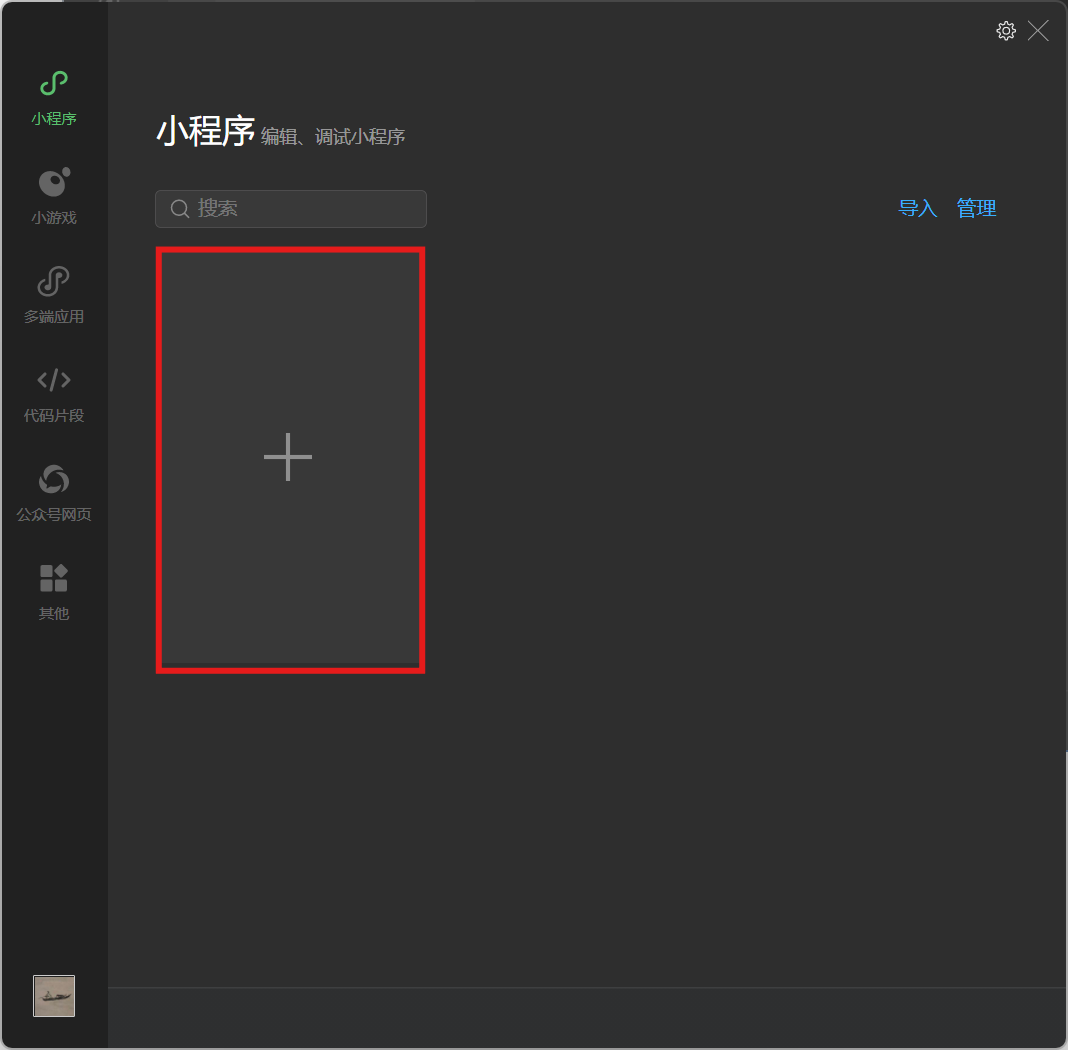 小程序
小游戏
多端应用
代码片段
公众号网页
其他
小程序 编辑、调试小程序
搜索
导入 管理